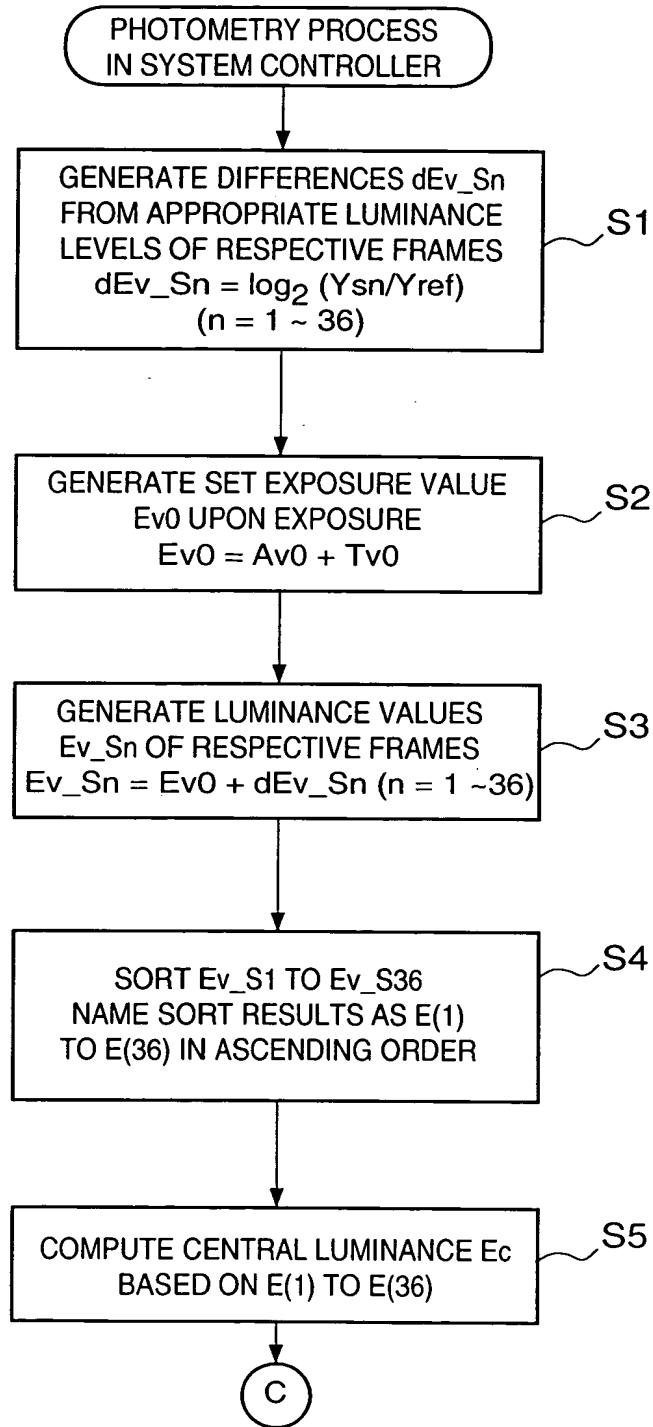 PHOTOMETRY PROCESS
IN SYSTEM CONTROLLER
GENERATE DIFFERENCES dEv_Sn
FROM APPROPRIATE LUMINANCE
LEVELS OF RESPECTIVE FRAMES
dEv_Sn = log₂ (Ysn/Yref)
(n = 1 ~ 36)
S1
GENERATE SET EXPOSURE VALUE
Ev0 UPON EXPOSURE
Ev0 = Av0 + Tv0
S2
GENERATE LUMINANCE VALUES
Ev_Sn OF RESPECTIVE FRAMES
Ev_Sn = Ev0 + dEv_Sn (n = 1 ~36)
S3
SORT Ev_S1 TO Ev_S36
NAME SORT RESULTS AS E(1)
TO E(36) IN ASCENDING ORDER
S4
COMPUTE CENTRAL LUMINANCE Ec
BASED ON E(1) TO E(36)
S5
C